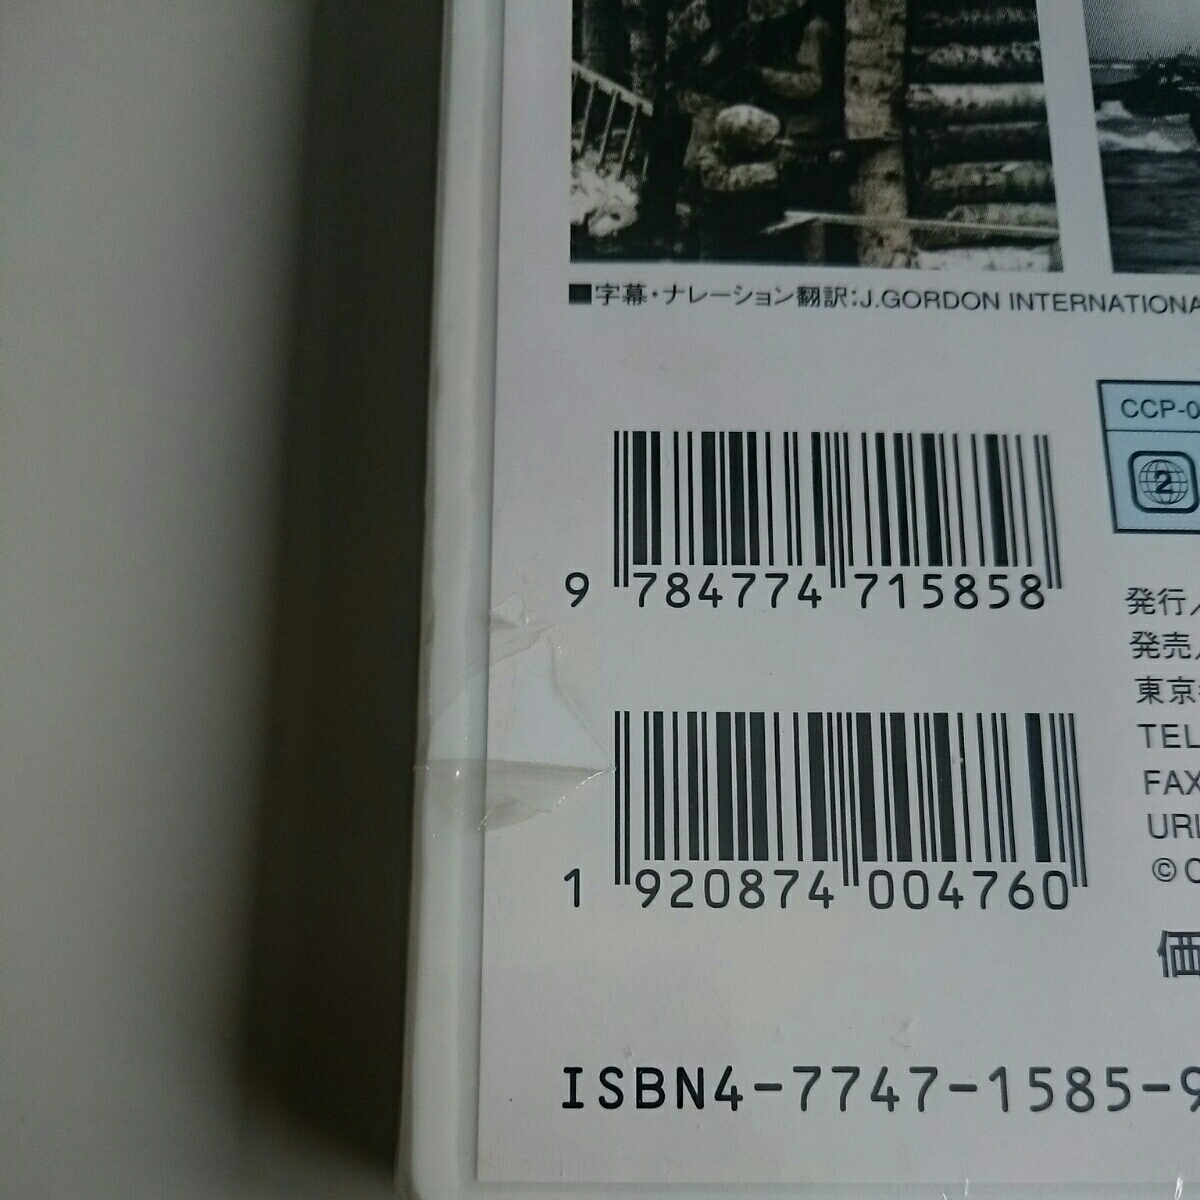 ■字幕・ナレーション翻訳:J.GORDON INTERNATIONA
CCP-0
2
9 784774 715858
発行/
発売/
東京
TEL
FAX
URL
©C
1 920874 004760
価
ISBN4-7747-1585-9